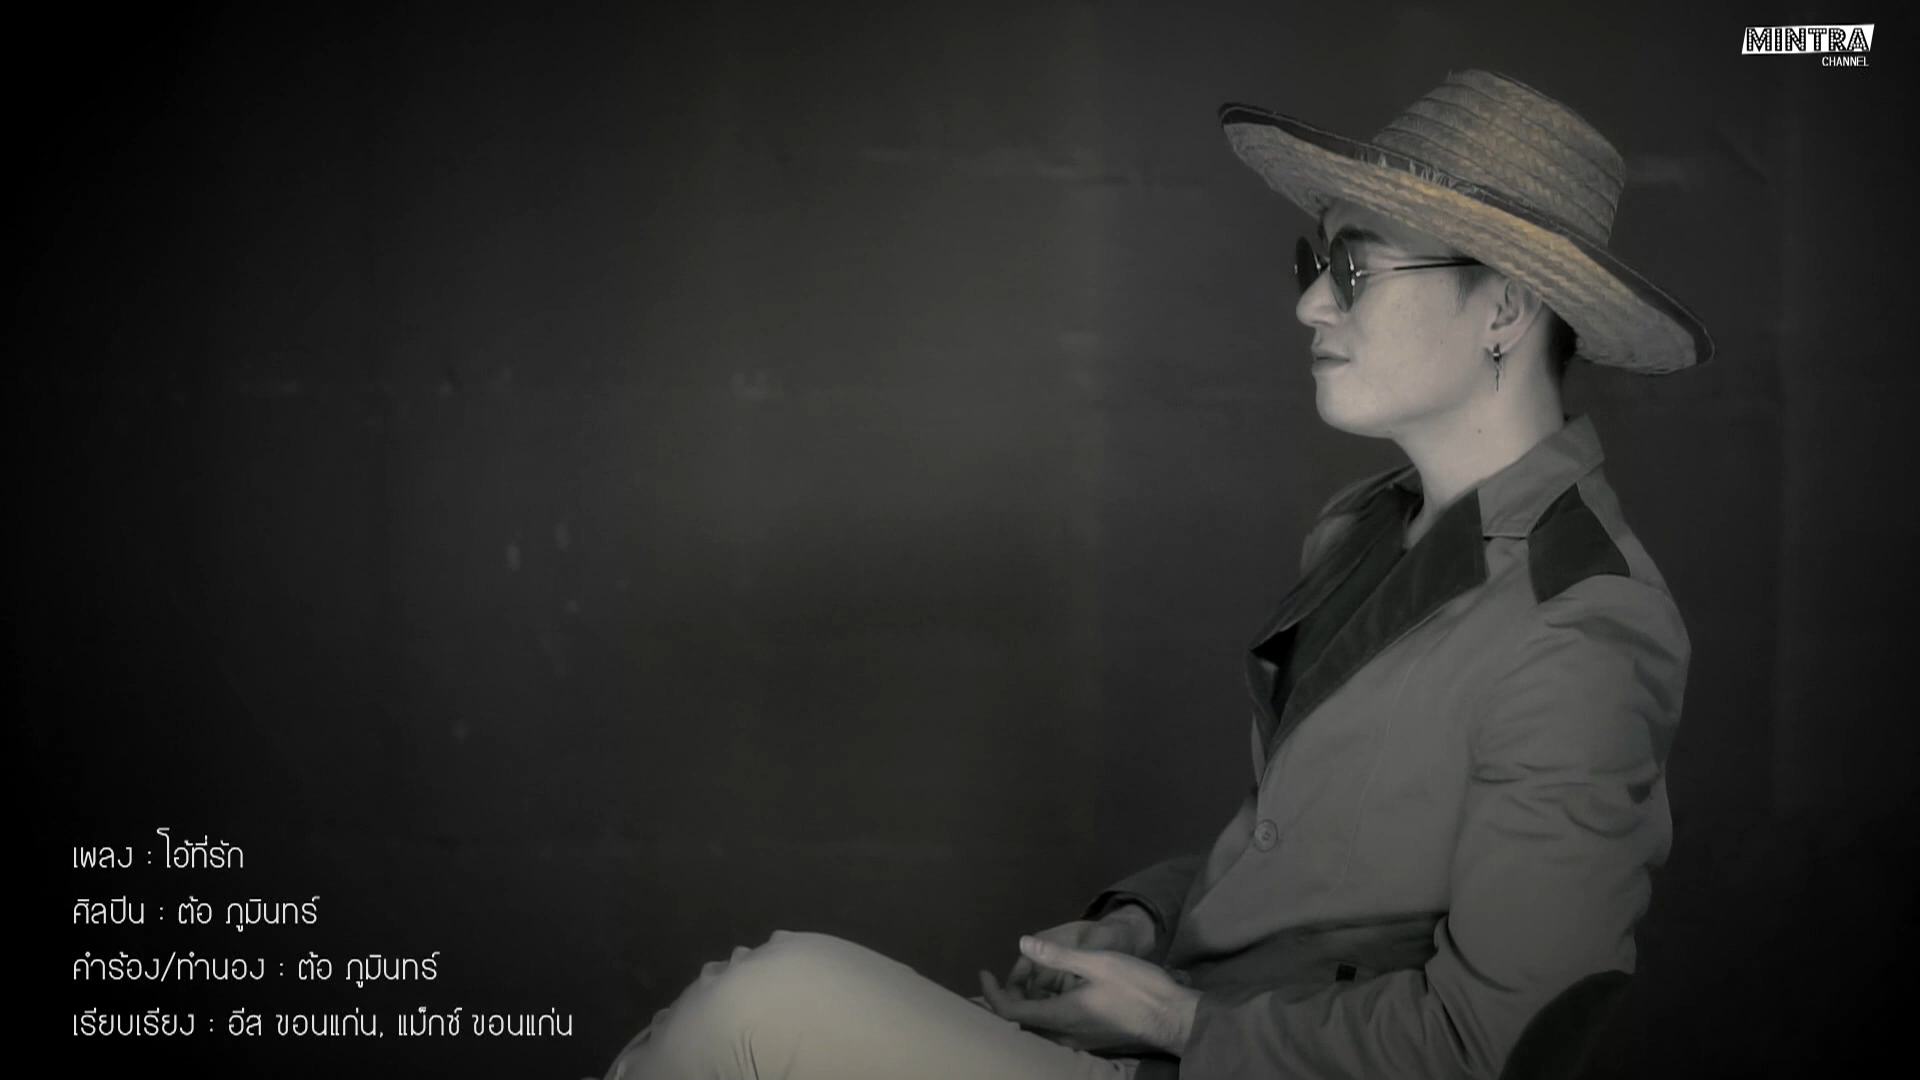 MINTRA
CHANNEL
เพลง : โอ้ที่รัก
ศิลปิน : ต้อ ภูมินทร์
คำร้อง/ทำนอง : ต้อ ภูมินทร์
เรียบเรียง : อีส ขอนแก่น, แม็กซ์ ขอนแก่น